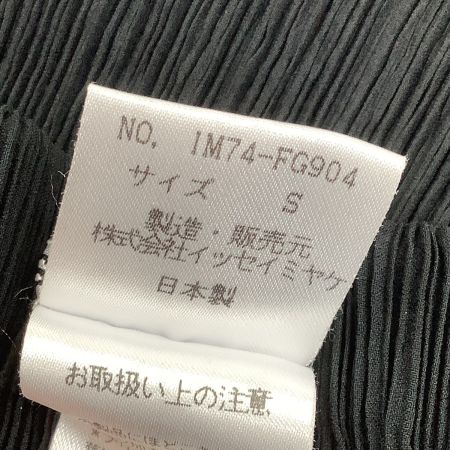 NO. IM74-FG904
サイズ S
製造・販売元
株式会社イッセイミヤケ
日本製
お取扱い上の注意